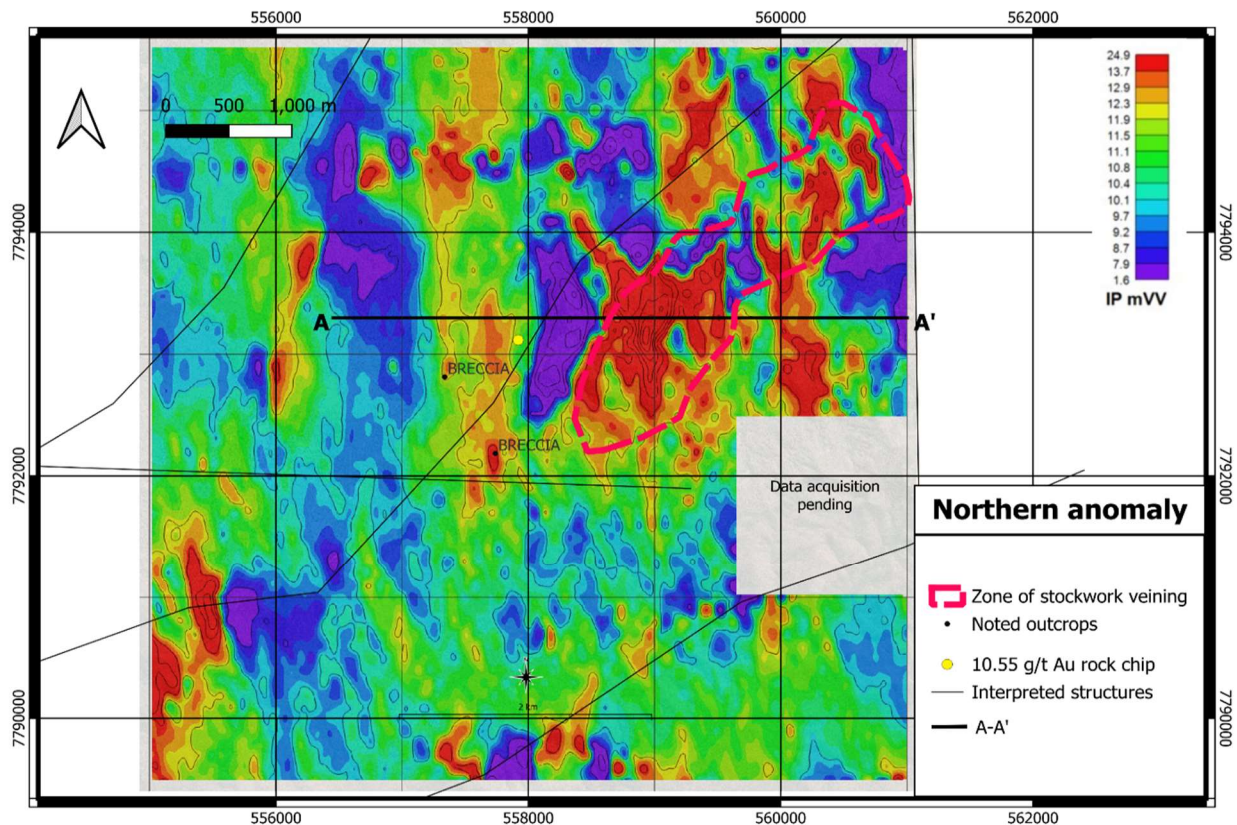 556000 558000 560000 562000
0 500 1,000 m
24.9
13.7
12.9
12.3
11.9
11.5
11.1
10.8
10.4
10.1
9.7
9.2
8.7
7.9
1.6
IP mVV
7794000 7794000
A A'
BRECCIA
BRECCIA
7792000 7792000
Data acquisition
pending
Northern anomaly
Zone of stockwork veining
Noted outcrops
10.55 g/t Au rock chip
Interpreted structures
A-A'
2 km
7790000 7790000
556000 558000 560000 562000